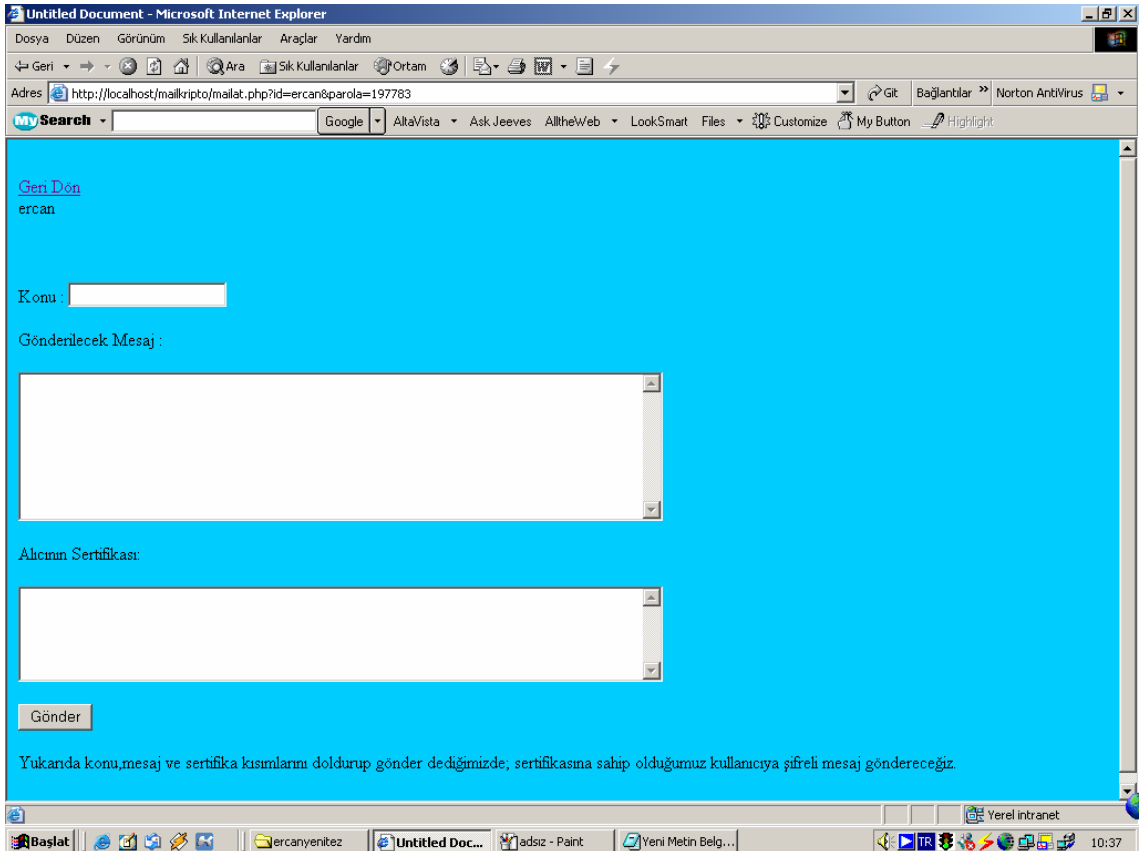 Untitled Document - Microsoft Internet Explorer
Dosya Düzen Görünüm Sık Kullanılanlar Araçlar Yardım
Geri Ara Sık Kullanılanlar Ortam
Adres http://localhost/mailkripto/mailat.php?id=ercan&parola=197783 Git Bağlantılar » Norton AntiVirus
My Search Google AltaVista Ask Jeeves AlltheWeb LookSmart Files Customize My Button Highlight
Geri Dön
ercan
Konu :
Gönderilecek Mesaj :
Alıcının Sertifikası:
Gönder
Yukarıda konu,mesaj ve sertifika kısımlarını doldurup gönder dediğimizde; sertifikasına sahip olduğumuz kullanıcıya şifreli mesaj göndereceğiz.
Yerel intranet
Başlat ercanyenitez Untitled Doc... adsız - Paint Yeni Metin Belg... TR 10:37